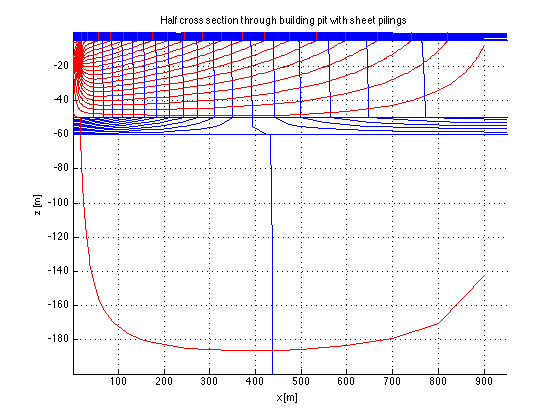 Half cross section through building pit with sheet pilings
-20
-40
-60
-80
-100
-120
-140
-160
-180
z [m]
100 200 300 400 500 600 700 800 900
x [m]